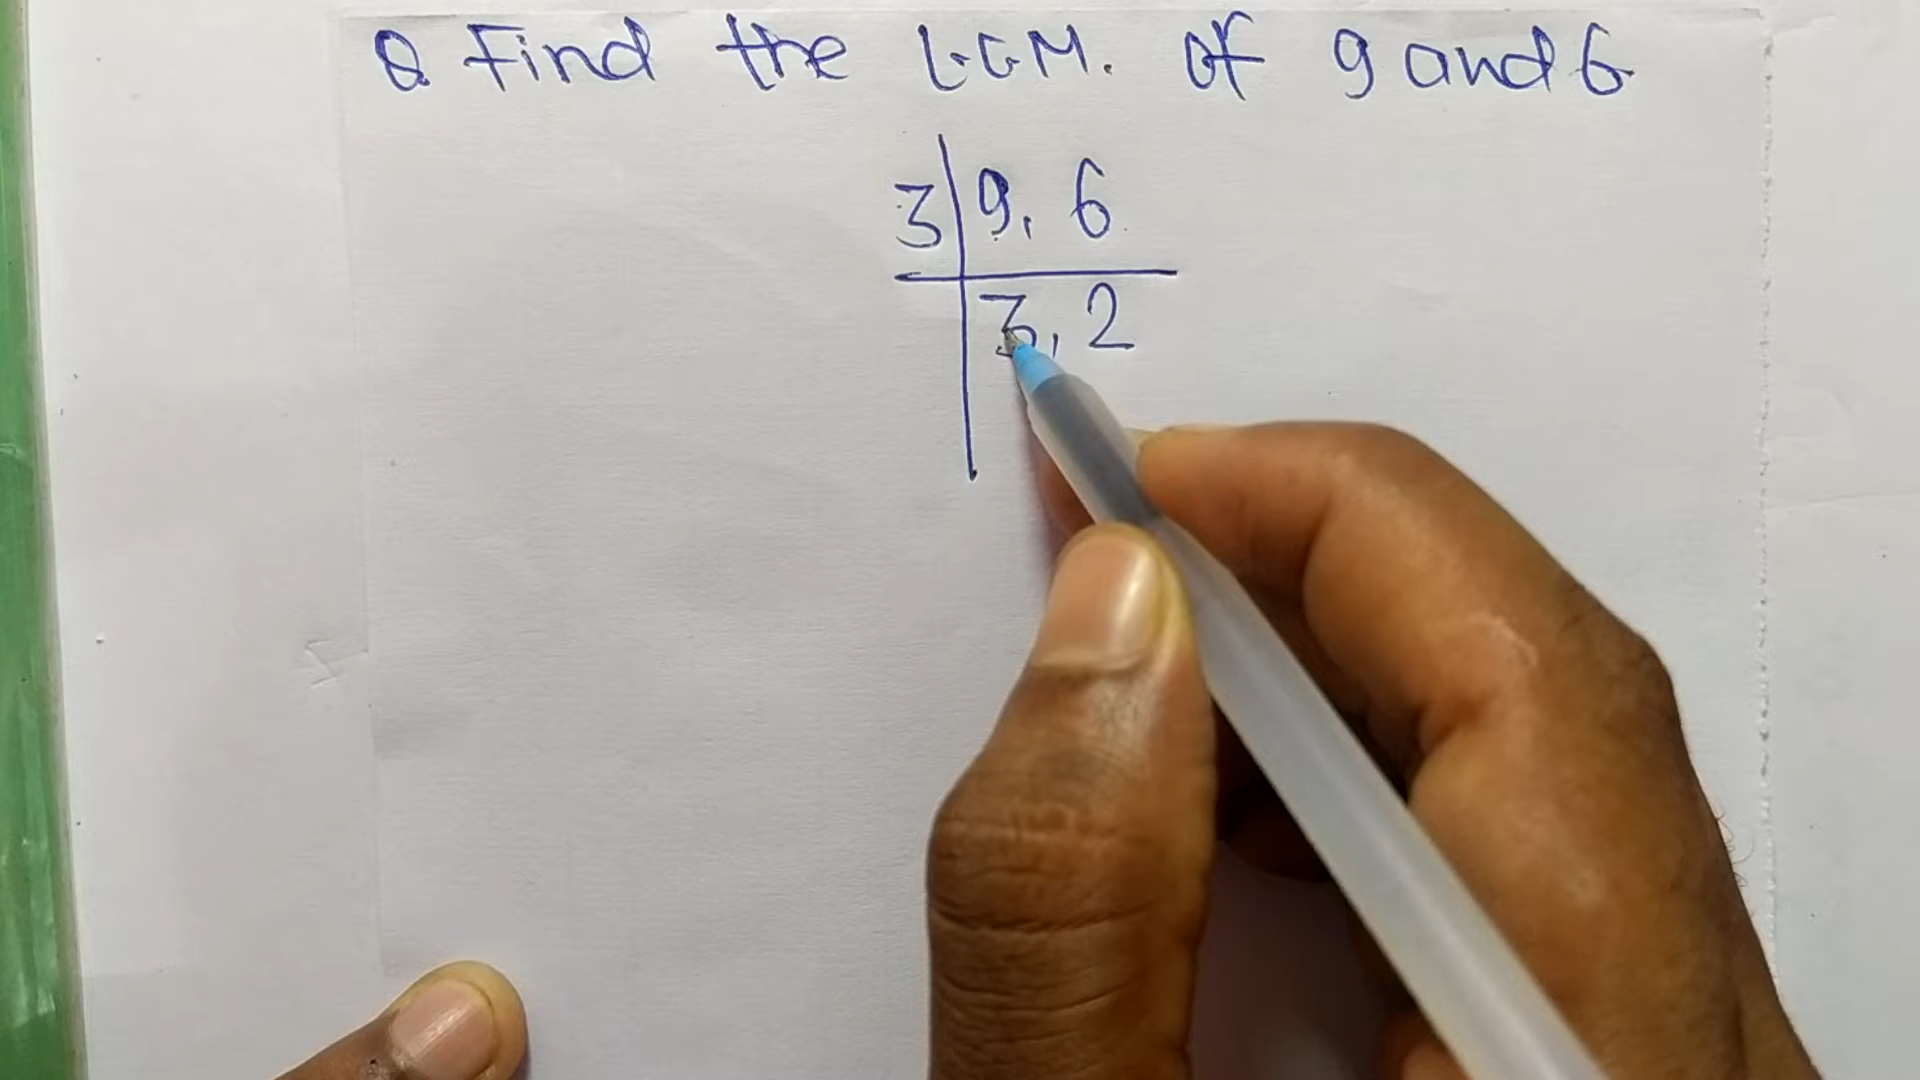 Q Find the L.C.M. of 9 and 6
3 | 9, 6
3, 2